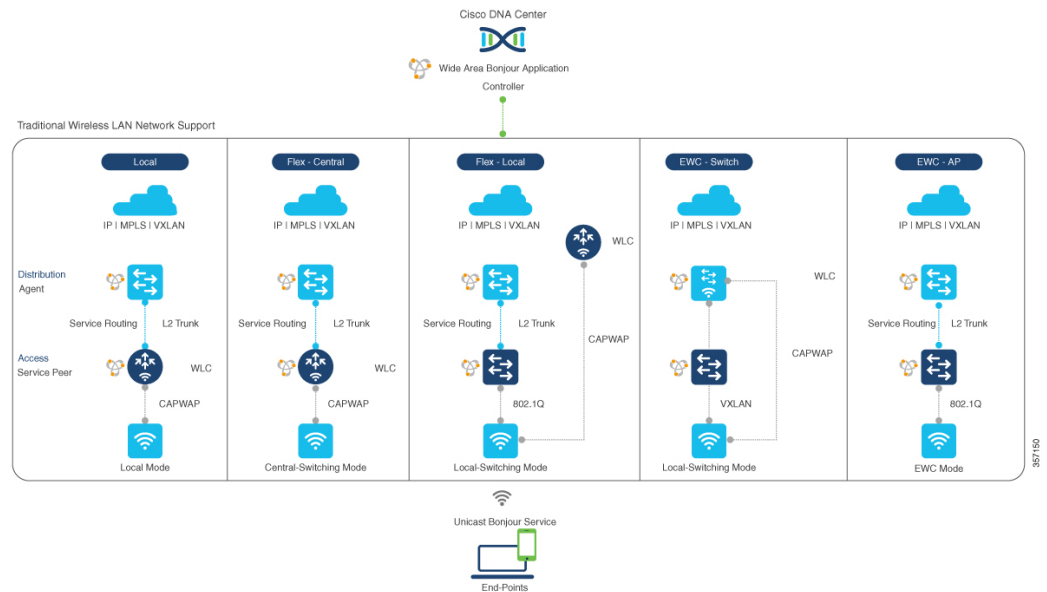 Cisco DNA Center
Wide Area Bonjour Application
Controller
Traditional Wireless LAN Network Support
Local
Flex - Central
Flex - Local
EWC - Switch
EWC - AP
IP | MPLS | VXLAN
IP | MPLS | VXLAN
IP | MPLS | VXLAN
IP | MPLS | VXLAN
IP | MPLS | VXLAN
WLC
Distribution
Agent
WLC
Service Routing
L2 Trunk
Service Routing
L2 Trunk
Service Routing
L2 Trunk
Service Routing
L2 Trunk
CAPWAP
CAPWAP
Access
Service Peer
WLC
WLC
CAPWAP
CAPWAP
802.1Q
VXLAN
802.1Q
Local Mode
Central-Switching Mode
Local-Switching Mode
Local-Switching Mode
EWC Mode
357150
Unicast Bonjour Service
End-Points